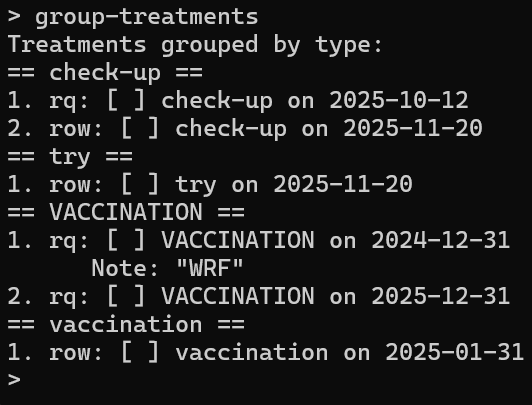 > group-treatments
Treatments grouped by type:
== check-up ==
1. rq: [ ] check-up on 2025-10-12
2. row: [ ] check-up on 2025-11-20
== try ==
1. row: [ ] try on 2025-11-20
== VACCINATION ==
1. rq: [ ] VACCINATION on 2024-12-31
Note: "WRF"
2. rq: [ ] VACCINATION on 2025-12-31
== vaccination ==
1. row: [ ] vaccination on 2025-01-31
>